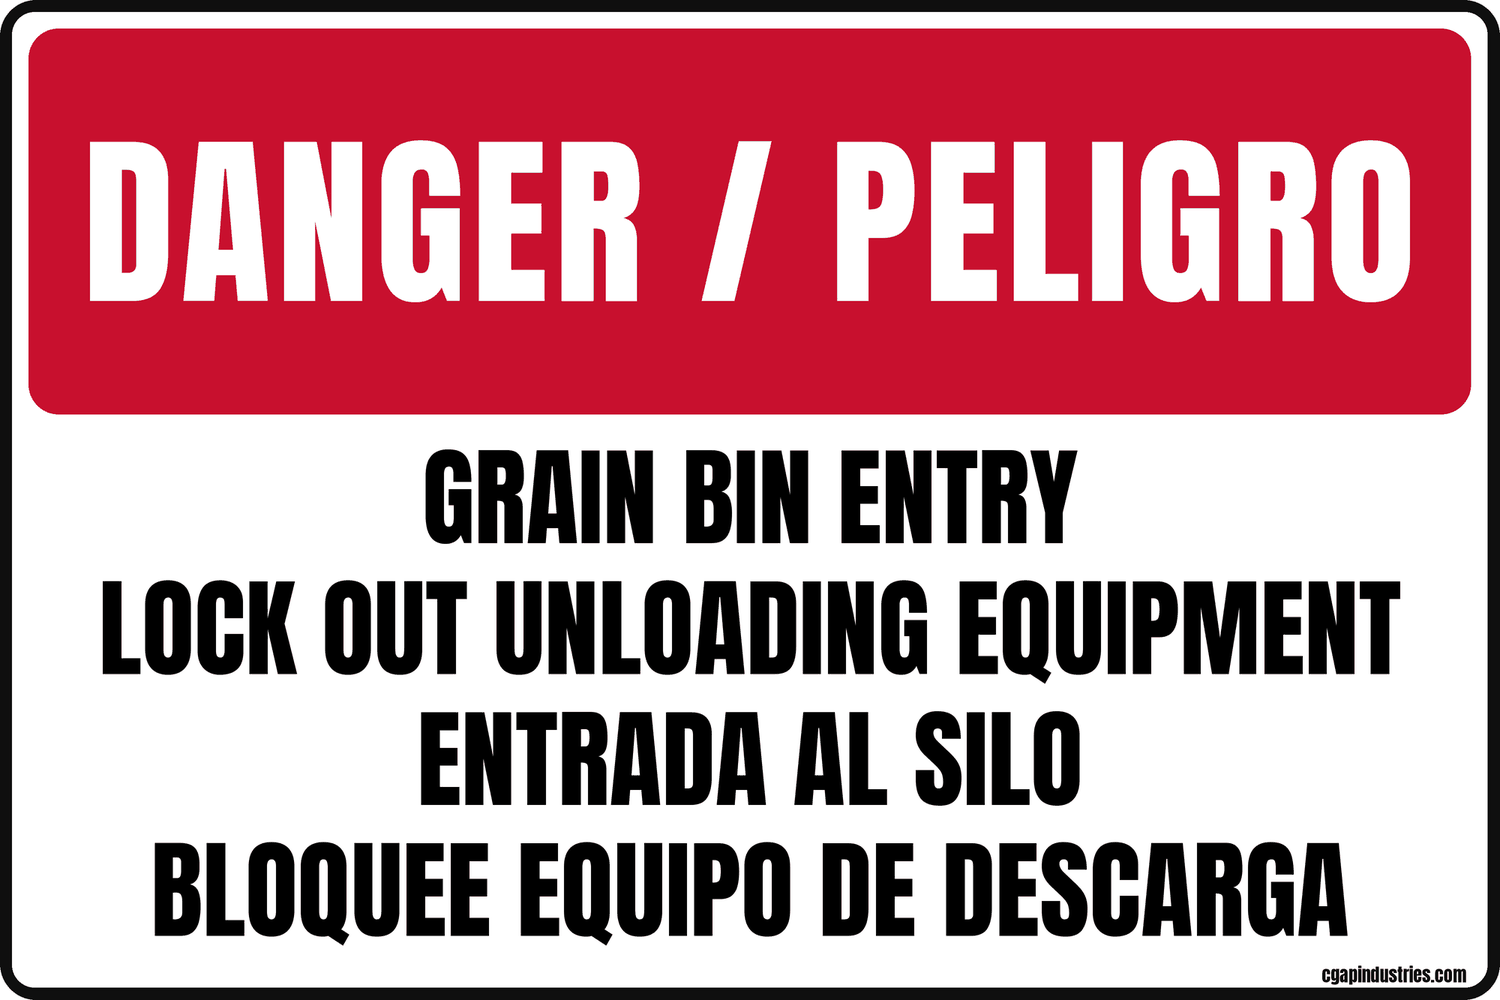 DANGER / PELIGRO
GRAIN BIN ENTRY
LOCK OUT UNLOADING EQUIPMENT
ENTRADA AL SILO
BLOQUEE EQUIPO DE DESCARGA
cgapindustries.com